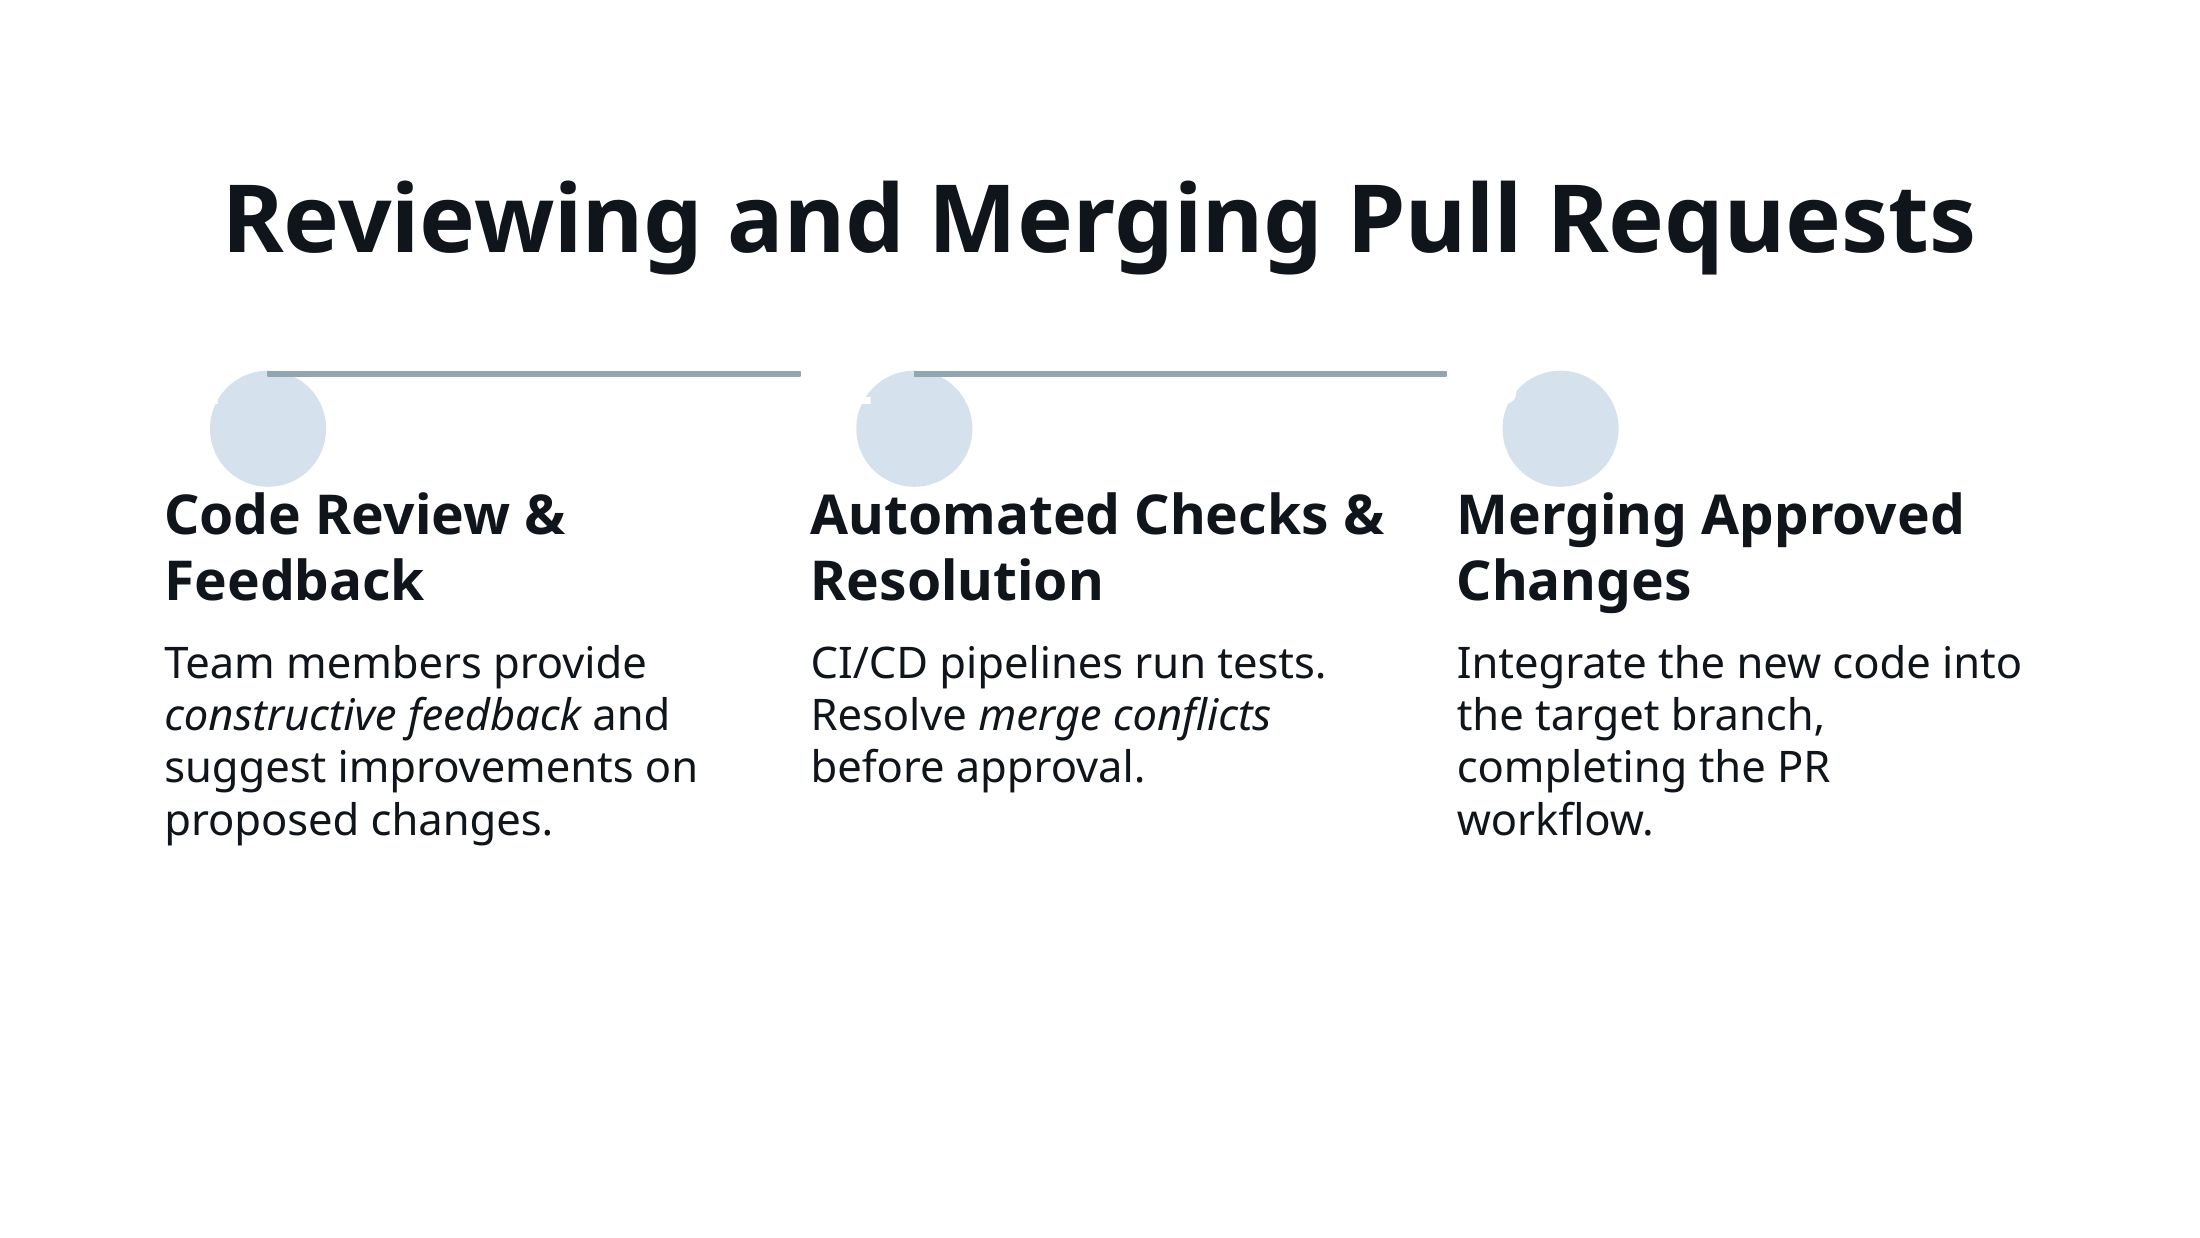 Reviewing and Merging Pull Requests
Code Review &
Feedback
Team members provide
constructive feedback and
suggest improvements on
proposed changes.
Automated Checks &
Resolution
CI/CD pipelines run tests.
Resolve merge conflicts
before approval.
Merging Approved
Changes
Integrate the new code into
the target branch,
completing the PR
workflow.